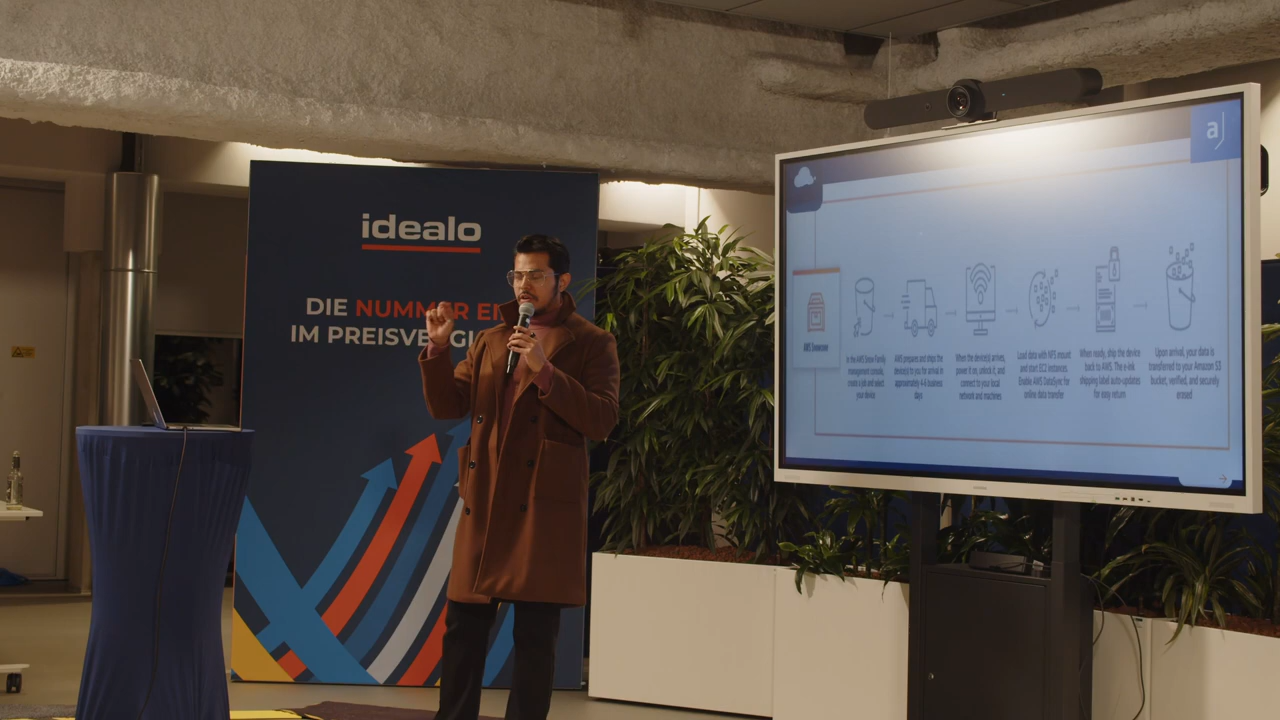 idealo
DIE NUMMER EI
IM PREISVERGI
a
AWS Snowcone
In the AWS Snow Family
management console,
create a job and select
your device
AWS prepares and ships the
device(s) to you for arrival in
approximately 4-6 business
days
When the device(s) arrives,
power it on, unlock it, and
connect to your local
network and machines
Load data with NFS mount
and start EC2 instances.
Enable AWS DataSync for
online data transfer
When ready, ship the device
back to AWS. The e-ink
shipping label auto-updates
for easy return
Upon arrival, your data is
transferred to your Amazon S3
bucket, verified, and securely
erased